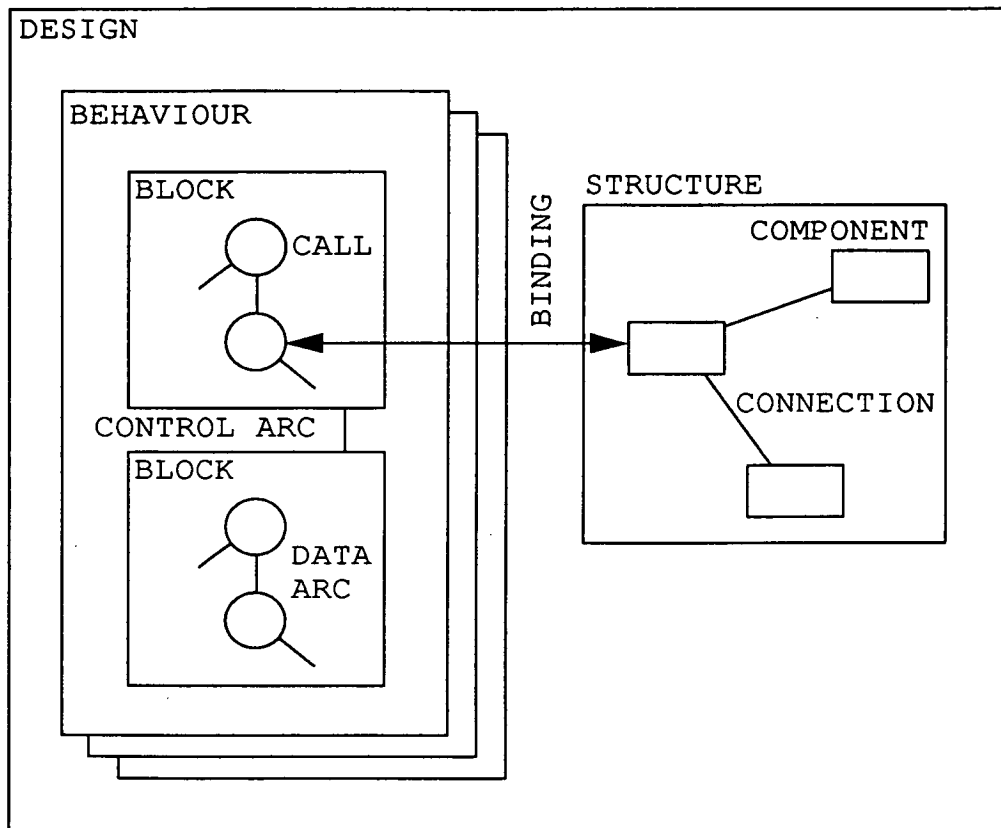 DESIGN
BEHAVIOUR
BLOCK
CALL
CONTROL ARC
BLOCK
DATA
ARC
BINDING
STRUCTURE
COMPONENT
CONNECTION